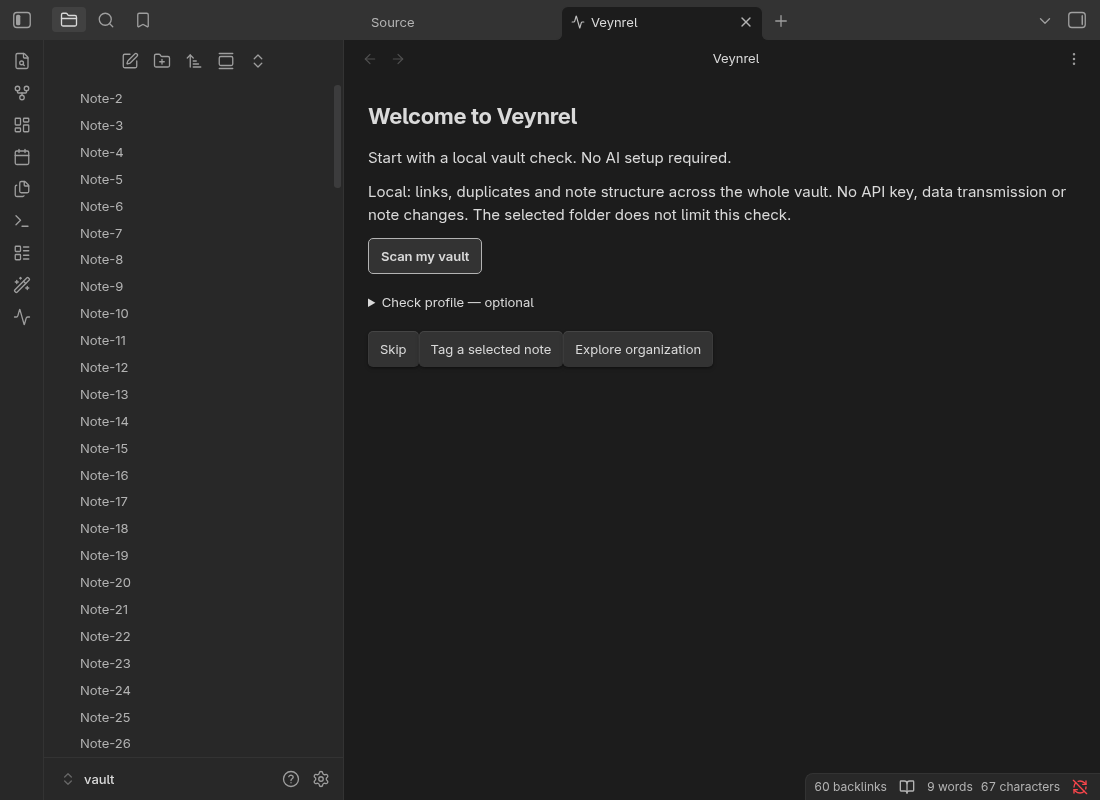 Source
Veynrel
Veynrel
Note-2
Note-3
Note-4
Note-5
Note-6
Note-7
Note-8
Note-9
Note-10
Note-11
Note-12
Note-13
Note-14
Note-15
Note-16
Note-17
Note-18
Note-19
Note-20
Note-21
Note-22
Note-23
Note-24
Note-25
Note-26
vault
Welcome to Veynrel
Start with a local vault check. No AI setup required.
Local: links, duplicates and note structure across the whole vault. No API key, data transmission or
note changes. The selected folder does not limit this check.
Scan my vault
Check profile — optional
Skip Tag a selected note Explore organization
60 backlinks 9 words 67 characters